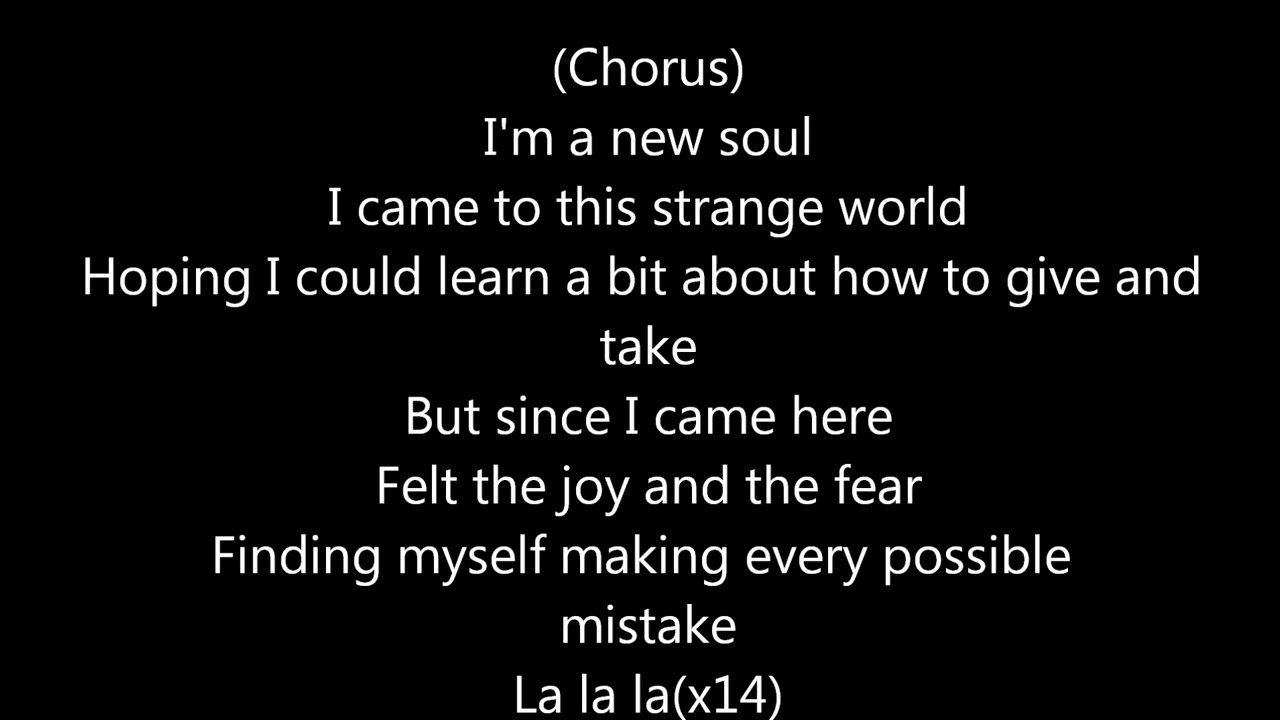 (Chorus)
I'm a new soul
I came to this strange world
Hoping I could learn a bit about how to give and
take
But since I came here
Felt the joy and the fear
Finding myself making every possible
mistake
La la la(x14)